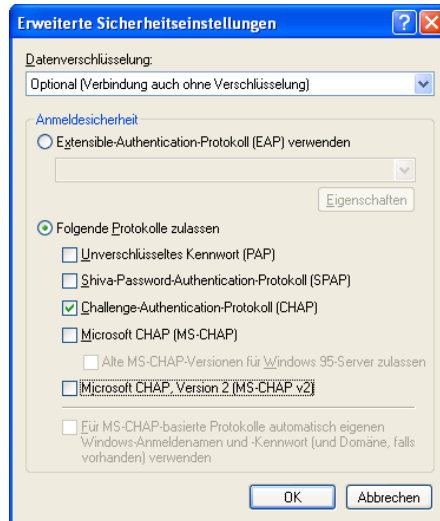 Erweiterte Sicherheitseinstellungen
Datenverschlüsselung:
Optional (Verbindung auch ohne Verschlüsselung)
Anmeldesicherheit
Extensible-Authentication-Protokoll (EAP) verwenden
Eigenschaften
Folgende Protokolle zulassen
Unverschlüsseltes Kennwort (PAP)
Shiva-Password-Authentication-Protokoll (SPAP)
Challenge-Authentication-Protokoll (CHAP)
Microsoft CHAP (MS-CHAP)
Alte MS-CHAP-Versionen für Windows 95-Server zulassen
Microsoft CHAP, Version 2 (MS-CHAP v2)
Für MS-CHAP-basierte Protokolle automatisch eigenen
Windows-Anmeldenamen und -Kennwort (und Domäne, falls
vorhanden) verwenden
OK
Abbrechen